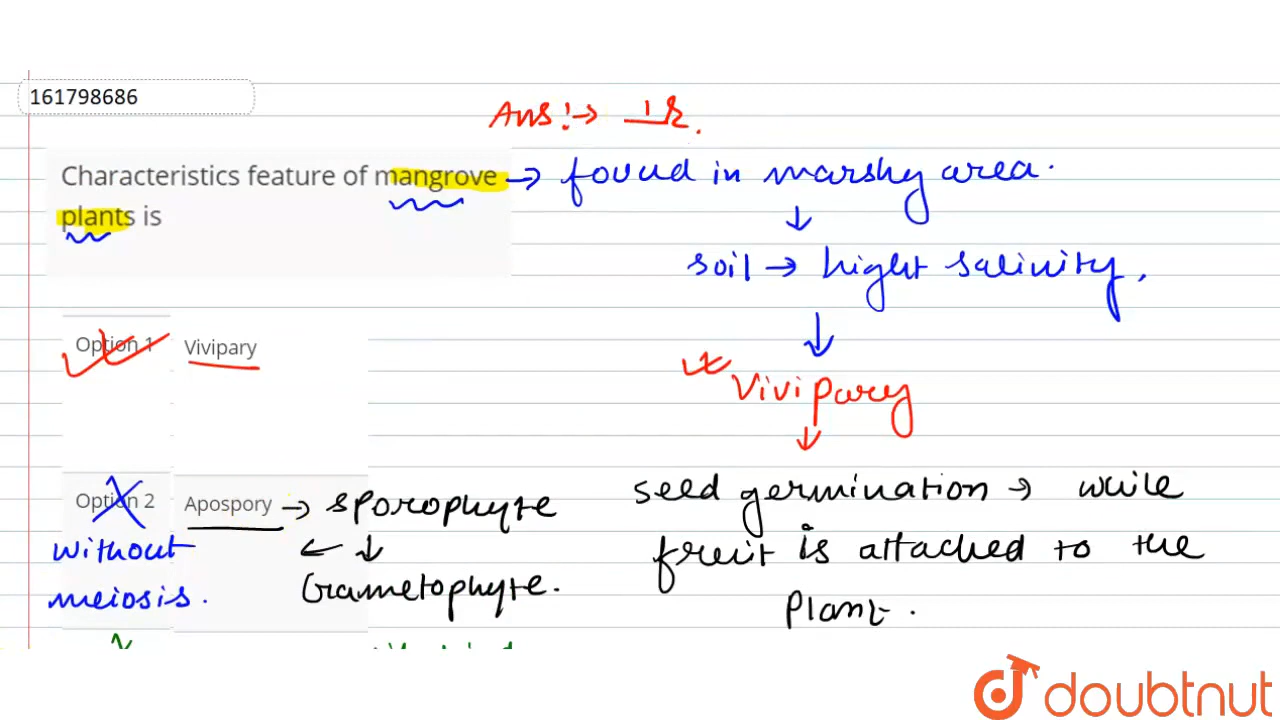 161798686
Ans :→ 1st.
Characteristics feature of mangrove → found in marshy area.
plants is
↓
soil → hight salinity,
↓
Option 1 Vivipary
Vivipary
↓
Option 2 Apospory → sporophyte
seed germination → while
without ← ↓
fruit is attached to the
meiosis. Grametophyte.
Plant.
doubtnut